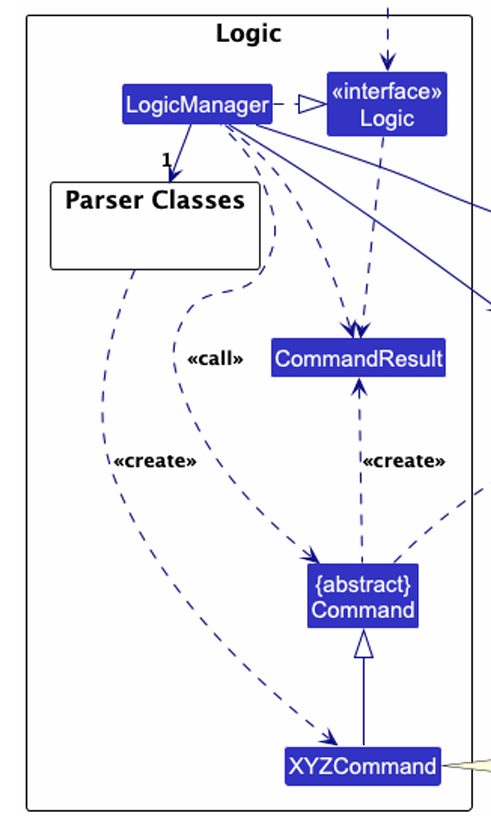 Logic
LogicManager
«interface»
Logic
1
Parser Classes
CommandResult
«call»
«create»
«create»
{abstract}
Command
XYZCommand